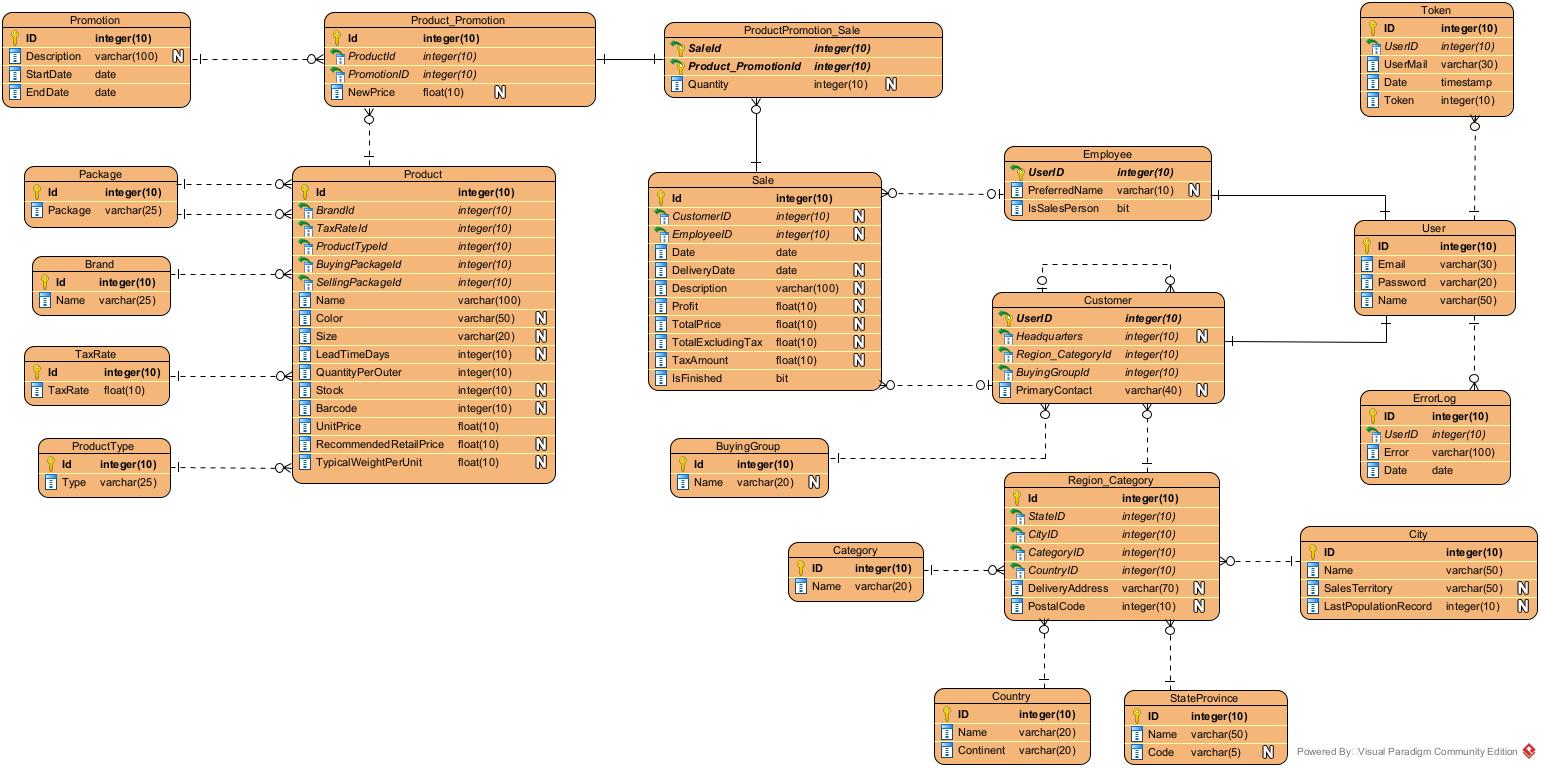 Promotion
ID integer(10)
Description varchar(100) N
StartDate date
EndDate date
Product_Promotion
Id integer(10)
ProductId integer(10)
PromotionID integer(10)
NewPrice float(10) N
ProductPromotion_Sale
SaleId integer(10)
Product_PromotionId integer(10)
Quantity integer(10) N
Token
ID integer(10)
UserID integer(10)
UserMail varchar(30)
Date timestamp
Token integer(10)
Package
Id integer(10)
Package varchar(25)
Brand
Id integer(10)
Name varchar(25)
TaxRate
Id integer(10)
TaxRate float(10)
ProductType
Id integer(10)
Type varchar(25)
Product
Id integer(10)
BrandId integer(10)
TaxRateId integer(10)
ProductTypeId integer(10)
BuyingPackageId integer(10)
SellingPackageId integer(10)
Name varchar(100)
Color varchar(50) N
Size varchar(20) N
LeadTimeDays integer(10) N
QuantityPerOuter integer(10)
Stock integer(10) N
Barcode integer(10) N
UnitPrice float(10)
RecommendedRetailPrice float(10) N
TypicalWeightPerUnit float(10) N
Sale
Id integer(10)
CustomerID integer(10) N
EmployeeID integer(10) N
Date date
DeliveryDate date N
Description varchar(100) N
Profit float(10) N
TotalPrice float(10) N
TotalExcludingTax float(10) N
TaxAmount float(10) N
IsFinished bit
Employee
UserID integer(10)
PreferredName varchar(10) N
IsSalesPerson bit
User
ID integer(10)
Email varchar(30)
Password varchar(20)
Name varchar(50)
Customer
UserID integer(10)
Headquarters integer(10) N
Region_CategoryId integer(10)
BuyingGroupId integer(10)
PrimaryContact varchar(40) N
ErrorLog
ID integer(10)
UserID integer(10)
Error varchar(100)
Date date
BuyingGroup
Id integer(10)
Name varchar(20) N
Region_Category
Id integer(10)
StateID integer(10)
CityID integer(10)
CategoryID integer(10)
CountryID integer(10)
DeliveryAddress varchar(70) N
PostalCode integer(10) N
Category
ID integer(10)
Name varchar(20)
City
ID integer(10)
Name varchar(50)
SalesTerritory varchar(50) N
LastPopulationRecord integer(10) N
Country
ID integer(10)
Name varchar(20)
Continent varchar(20)
StateProvince
ID integer(10)
Name varchar(50)
Code varchar(5) N
Powered By Visual Paradigm Community Edition